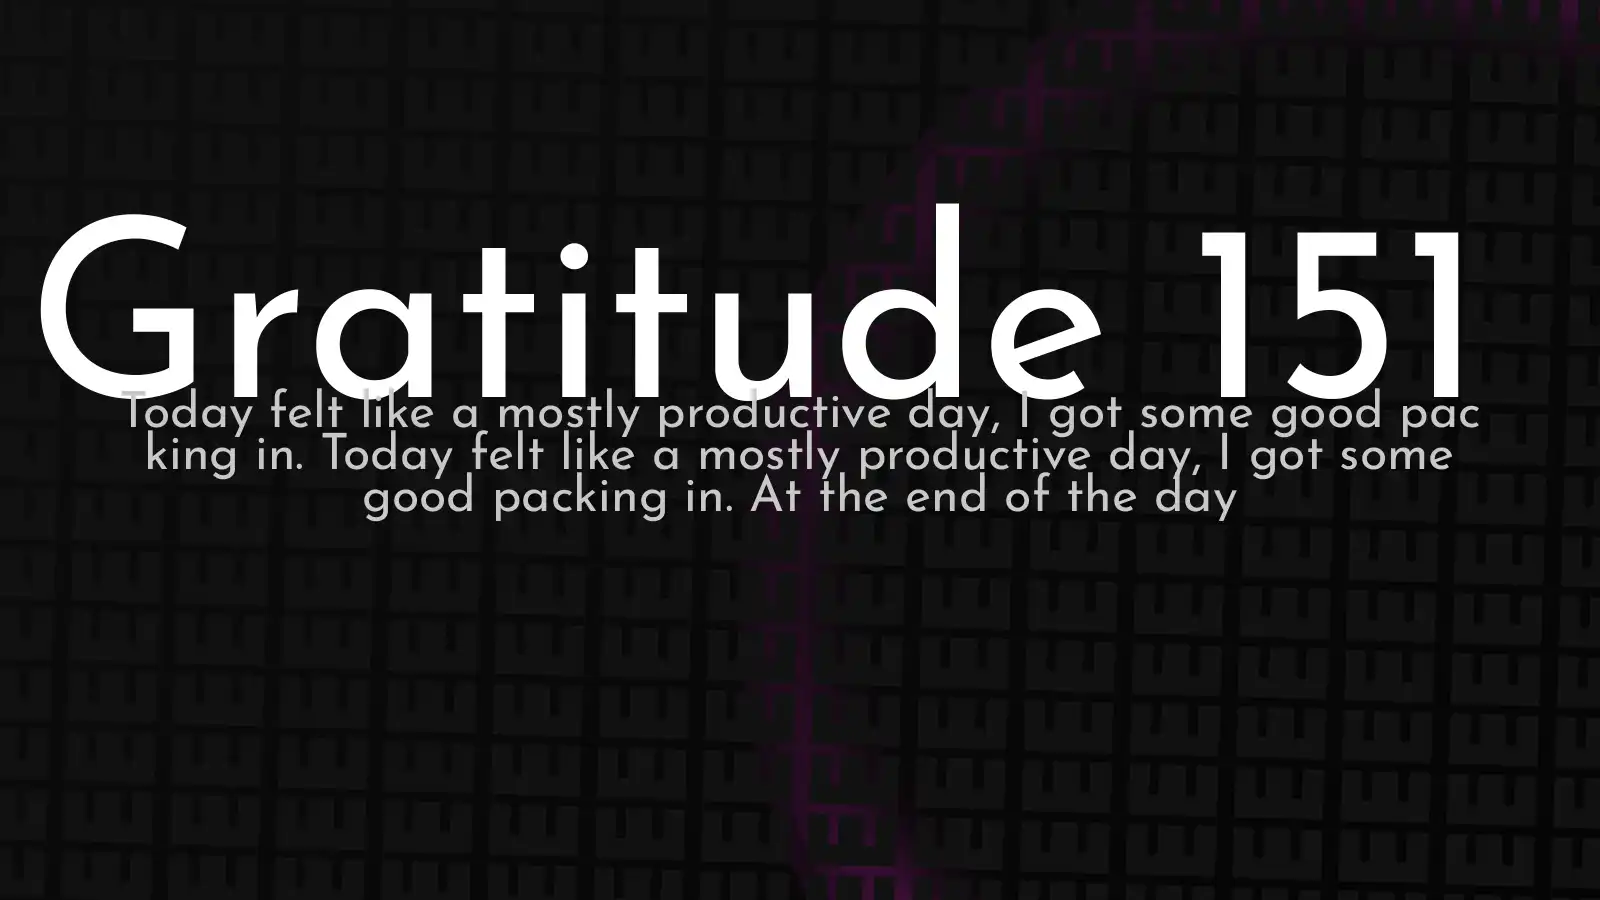 Gratitude 151
Today felt like a mostly productive day, I got some good pac
king in. Today felt like a mostly productive day, I got some
good packing in. At the end of the day